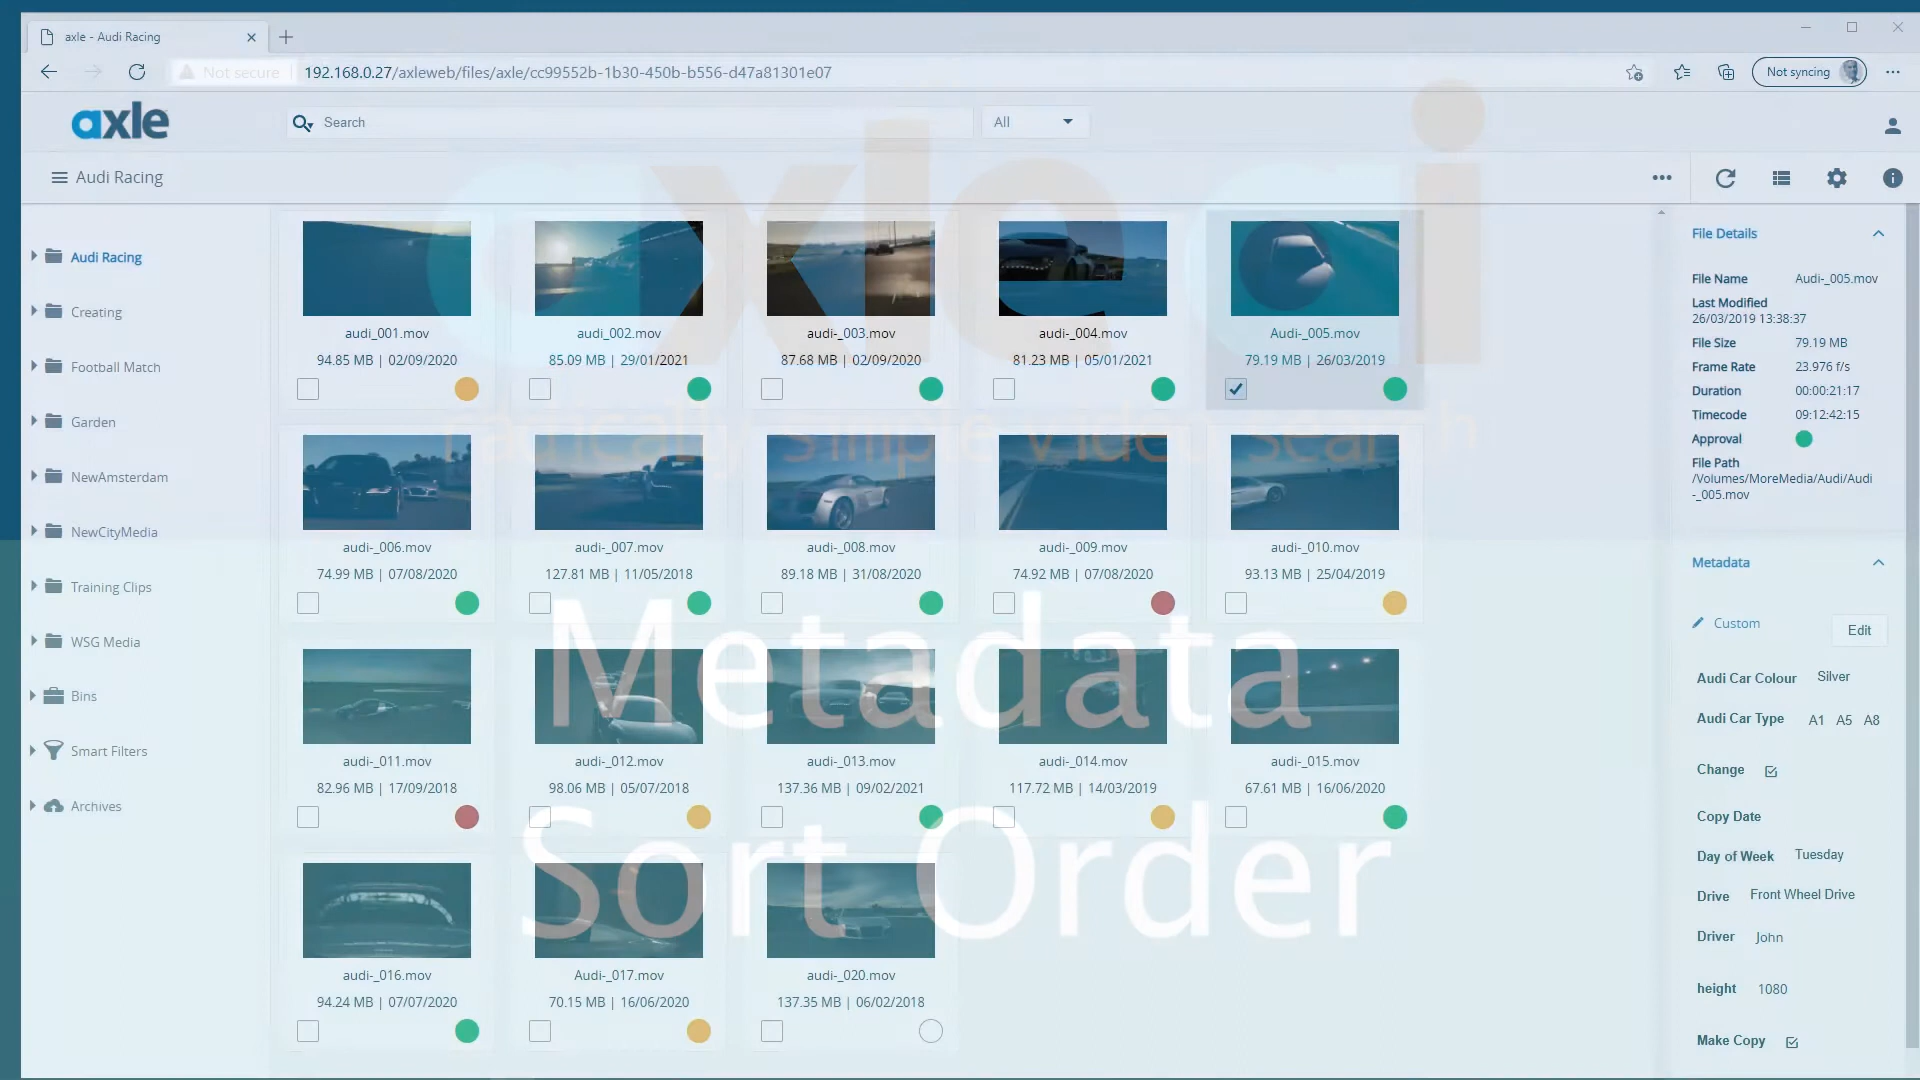 axle - Audi Racing
Not secure
192.168.0.27/axleweb/files/axle/cc99552b-1b30-450b-b556-d47a81301e07
Not syncing
axle
Search
All
axle ai
Audi Racing
radically simple video search
Audi Racing
Creating
Football Match
Garden
NewAmsterdam
NewCityMedia
Training Clips
WSG Media
Bins
Smart Filters
Archives
audi_001.mov
94.85 MB | 02/09/2020
audi_002.mov
85.09 MB | 29/01/2021
audi-_003.mov
87.68 MB | 02/09/2020
audi-_004.mov
81.23 MB | 05/01/2021
Audi-_005.mov
79.19 MB | 26/03/2019
audi-_006.mov
74.99 MB | 07/08/2020
audi-_007.mov
127.81 MB | 11/05/2018
audi-_008.mov
89.18 MB | 31/08/2020
audi-_009.mov
74.92 MB | 07/08/2020
audi-_010.mov
93.13 MB | 25/04/2019
audi-_011.mov
82.96 MB | 17/09/2018
audi-_012.mov
98.06 MB | 05/07/2018
audi-_013.mov
137.36 MB | 09/02/2021
audi-_014.mov
117.72 MB | 14/03/2019
audi-_015.mov
67.61 MB | 16/06/2020
audi-_016.mov
94.24 MB | 07/07/2020
Audi-_017.mov
70.15 MB | 16/06/2020
audi-_020.mov
137.35 MB | 06/02/2018
Metadata
Sort Order
File Details
File Name Audi-_005.mov
Last Modified
26/03/2019 13:38:37
File Size 79.19 MB
Frame Rate 23.976 f/s
Duration 00:00:21:17
Timecode 09:12:42:15
Approval
File Path
/Volumes/MoreMedia/Audi/Audi
-_005.mov
Metadata
Custom
Edit
Audi Car Colour Silver
Audi Car Type A1 A5 A8
Change
Copy Date
Day of Week Tuesday
Drive Front Wheel Drive
Driver John
height 1080
Make Copy